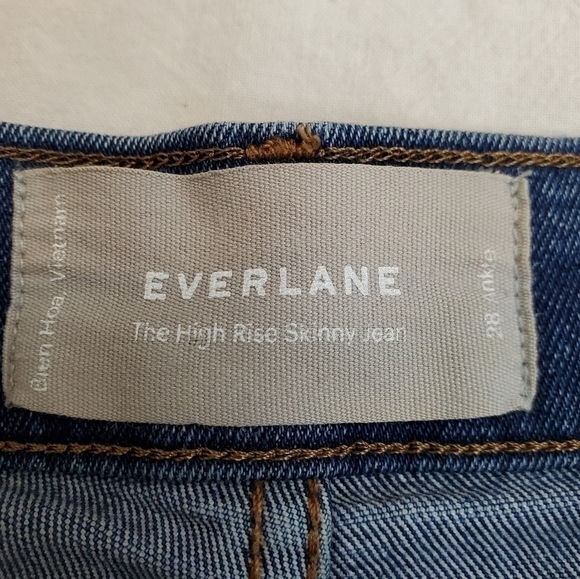 Bien Hoa, Vietnam
EVERLANE
The High Rise Skinny Jean
28 Ankle